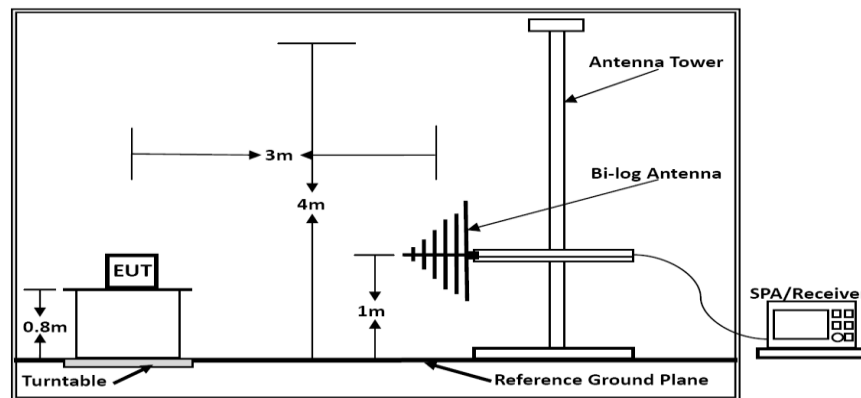 Antenna Tower
3m
Bi-log Antenna
4m
EUT
0.8m
1m
SPA/Receive
Turntable
Reference Ground Plane